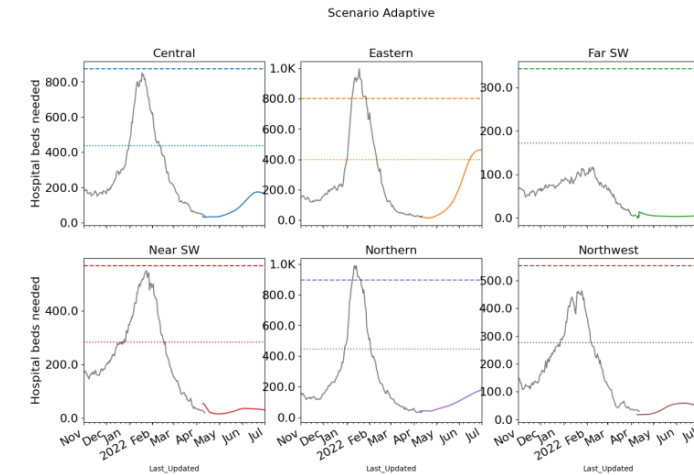 Scenario Adaptive
Central
Eastern
Far SW
Hospital beds needed
800.0
600.0
400.0
200.0
0.0
1.0K
800.0
600.0
400.0
200.0
0.0
300.0
200.0
100.0
0.0
Near SW
Northern
Northwest
Hospital beds needed
400.0
200.0
0.0
1.0K
800.0
600.0
400.0
200.0
0.0
500.0
400.0
300.0
200.0
100.0
0.0
Nov Dec Jan 2022 Feb Mar Apr May Jun Jul
Nov Dec Jan 2022 Feb Mar Apr May Jun Jul
Nov Dec Jan 2022 Feb Mar Apr May Jun Jul
Last_Updated
Last_Updated
Last_Updated